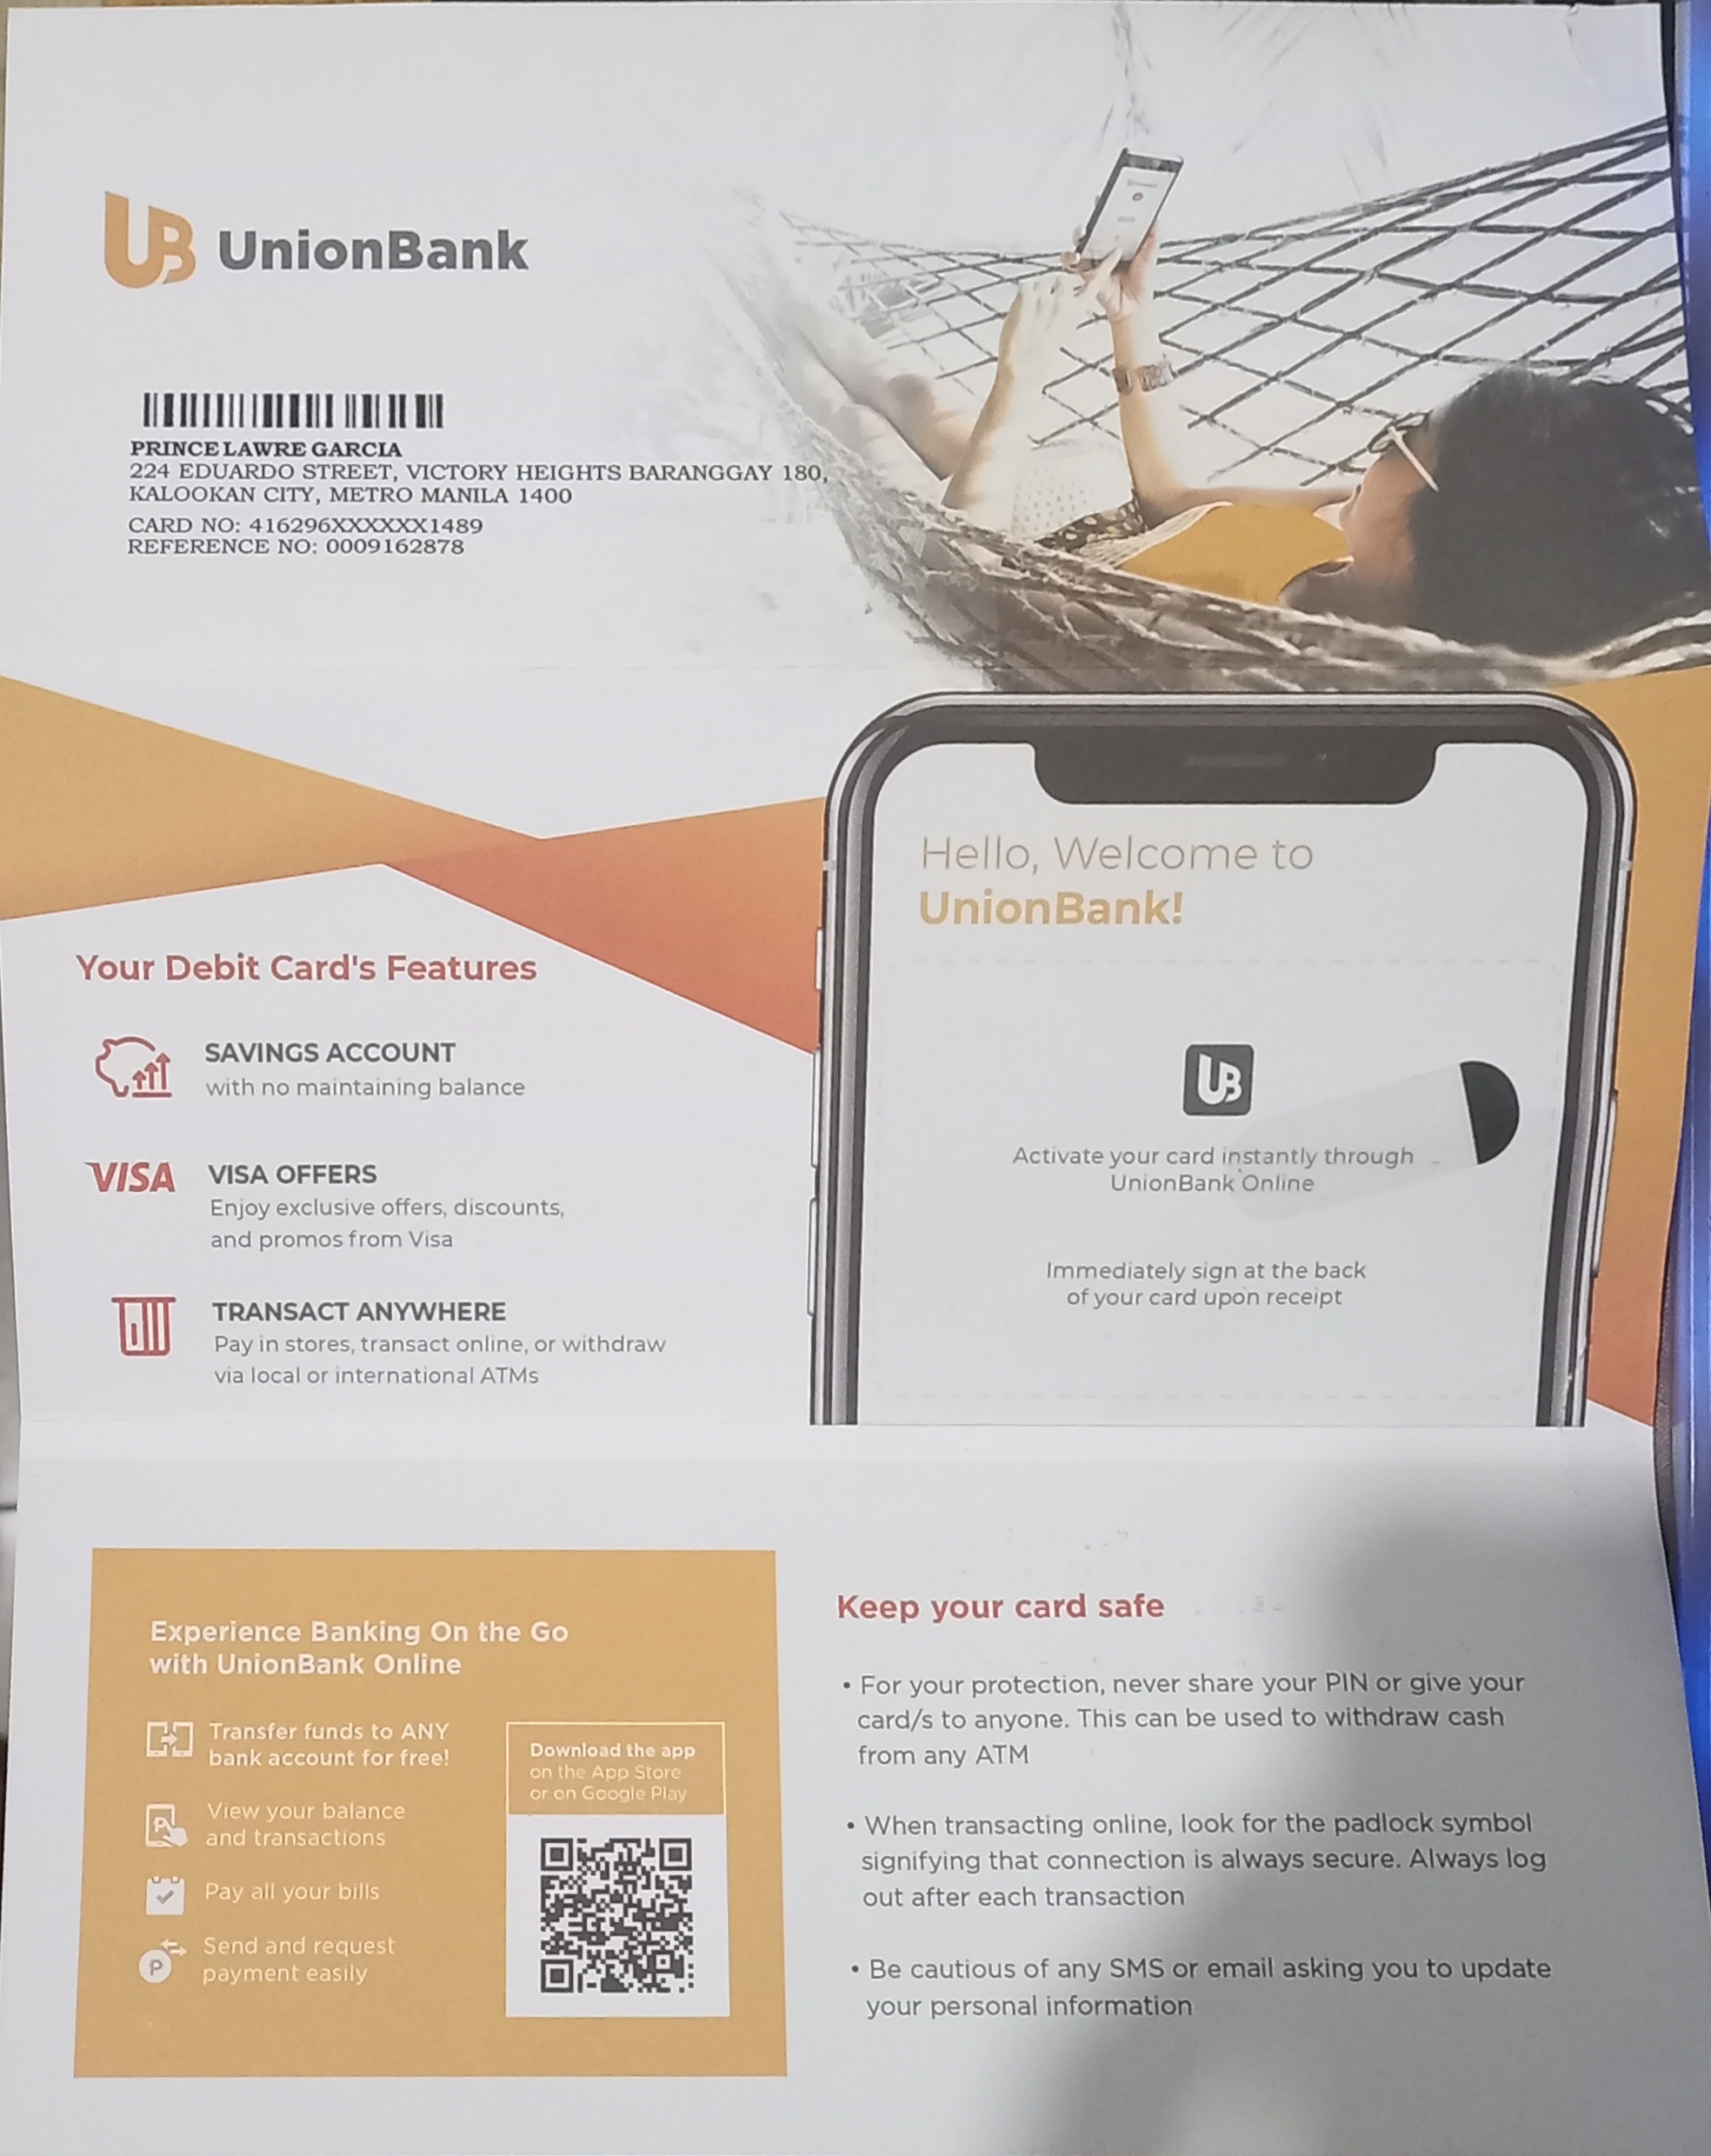 UB UnionBank
PRINCE LAWRE GARCIA
224 EDUARDO STREET, VICTORY HEIGHTS BARANGGAY 180,
KALOOKAN CITY, METRO MANILA 1400
CARD NO: 416296XXXXXX1489
REFERENCE NO: 0009162878
Hello, Welcome to
UnionBank!
UB
Activate your card instantly through
UnionBank Online
Immediately sign at the back
of your card upon receipt
Your Debit Card's Features
SAVINGS ACCOUNT
with no maintaining balance
VISA
VISA OFFERS
Enjoy exclusive offers, discounts,
and promos from Visa
TRANSACT ANYWHERE
Pay in stores, transact online, or withdraw
via local or international ATMs
Experience Banking On the Go
with UnionBank Online
Transfer funds to ANY
bank account for free!
View your balance
and transactions
Pay all your bills
Send and request
payment easily
Download the app
on the App Store
or on Google Play
Keep your card safe
• For your protection, never share your PIN or give your
card/s to anyone. This can be used to withdraw cash
from any ATM
• When transacting online, look for the padlock symbol
signifying that connection is always secure. Always log
out after each transaction
• Be cautious of any SMS or email asking you to update
your personal information